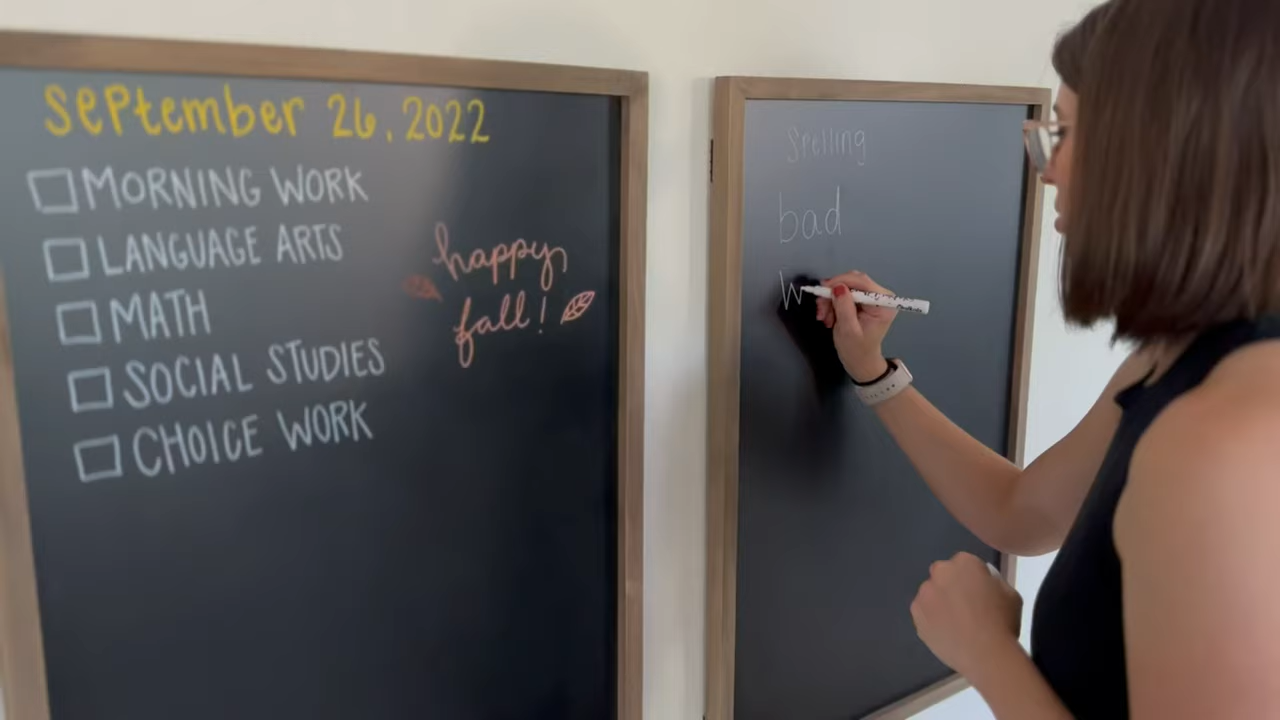 September 26, 2022
MORNING WORK
LANGUAGE ARTS
MATH
SOCIAL STUDIES
CHOICE WORK
happy
fall!
Spelling
bad
W